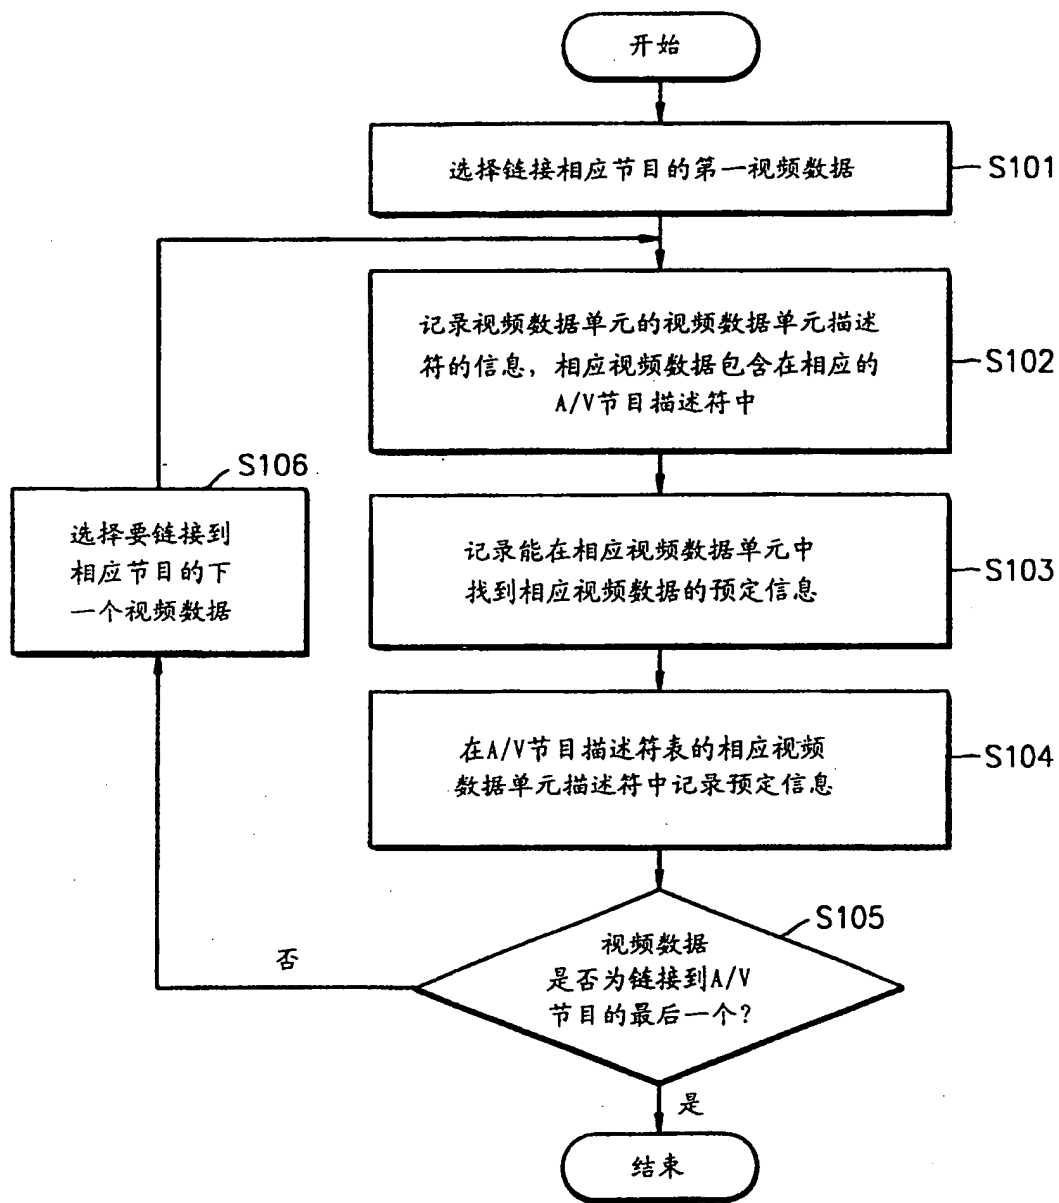 开始
选择链接相应节目的第一视频数据
S101
记录视频数据单元的视频数据单元描述
符的信息，相应视频数据包含在相应的
A/V节目描述符中
S102
S106
选择要链接到
相应节目的下
一个视频数据
记录能在相应视频数据单元中
找到相应视频数据的预定信息
S103
在A/V节目描述符表的相应视频
数据单元描述符中记录预定信息
S104
S105
视频数据
是否为链接到A/V
节目的最后一个？
否
是
结束